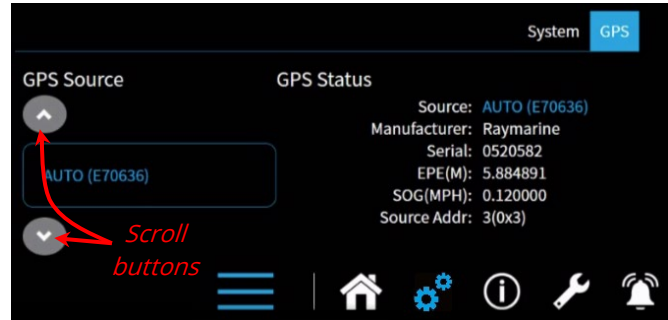 System GPS
GPS Source
AUTO (E70636)
Scroll
buttons
GPS Status
Source: AUTO (E70636)
Manufacturer: Raymarine
Serial: 0520582
EPE(M): 5.884891
SOG(MPH): 0.120000
Source Addr: 3(0x3)